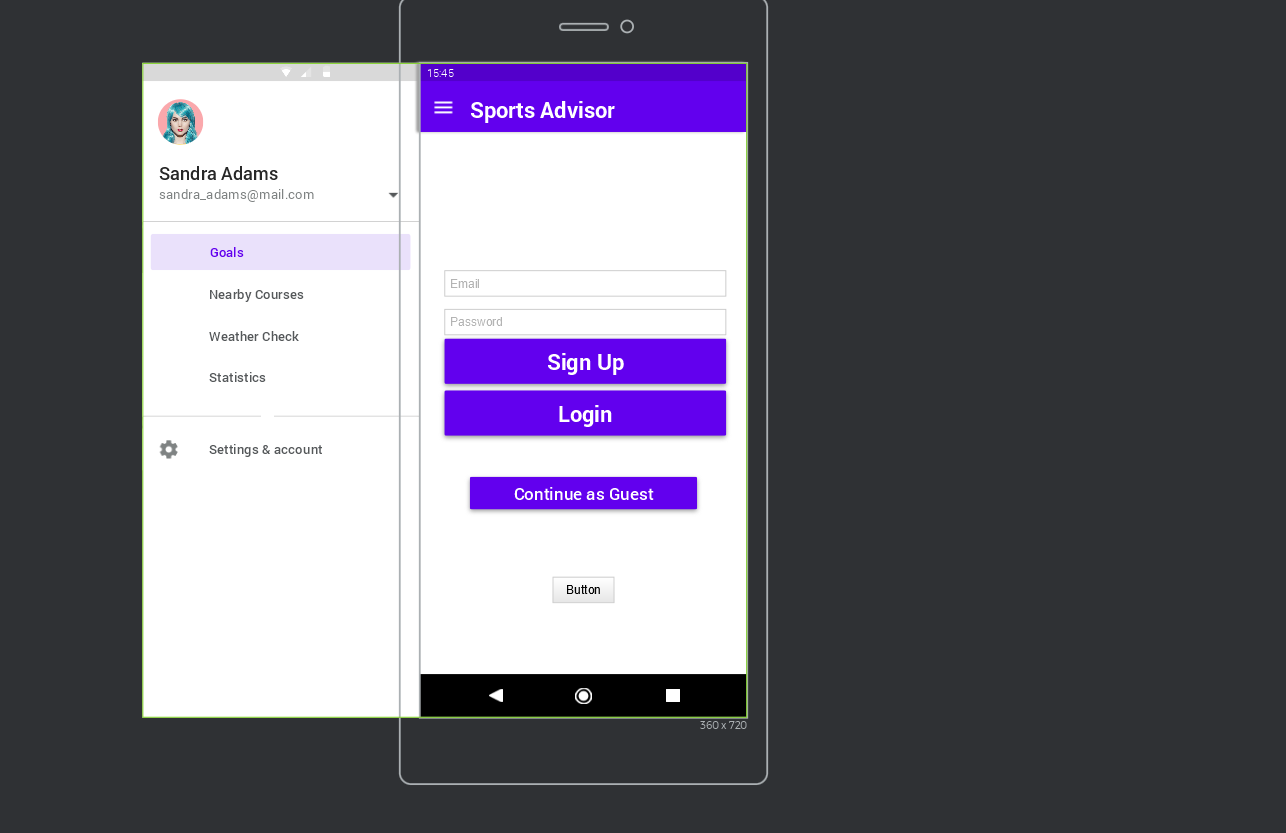 Sandra Adams
sandra_adams@mail.com
Goals
Nearby Courses
Weather Check
Statistics
Settings & account
15:45
Sports Advisor
Email
Password
Sign Up
Login
Continue as Guest
Button
360 x 720